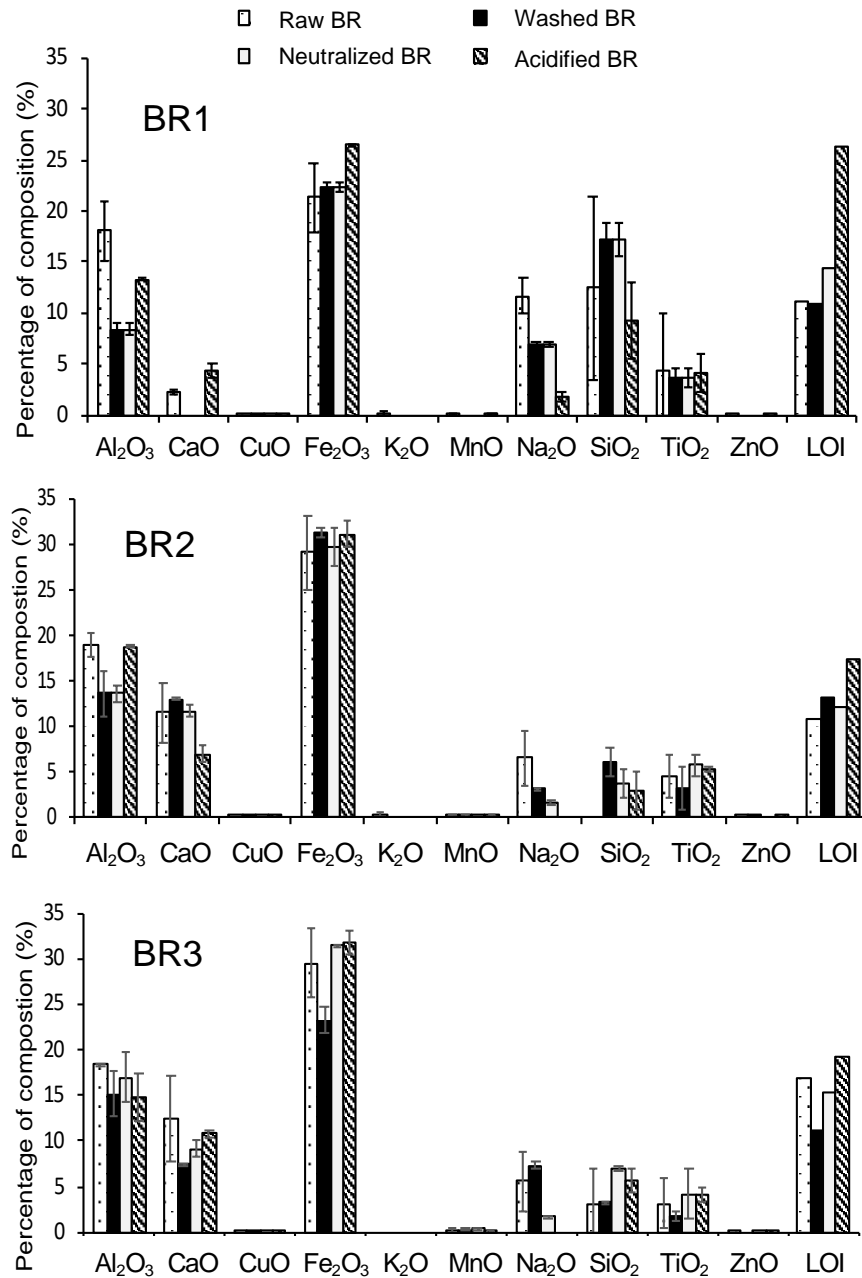 Raw BR Washed BR
Neutralized BR Acidified BR
Percentage of composition (%)
35
30
25
20
15
10
5
0
BR1
Al₂O₃ CaO CuO Fe₂O₃ K₂O MnO Na₂O SiO₂ TiO₂ ZnO LOI
Percentage of compostion (%)
35
30
25
20
15
10
5
0
BR2
Al₂O₃ CaO CuO Fe₂O₃ K₂O MnO Na₂O SiO₂ TiO₂ ZnO LOI
Percentage of compostion (%)
35
30
25
20
15
10
5
0
BR3
Al₂O₃ CaO CuO Fe₂O₃ K₂O MnO Na₂O SiO₂ TiO₂ ZnO LOI